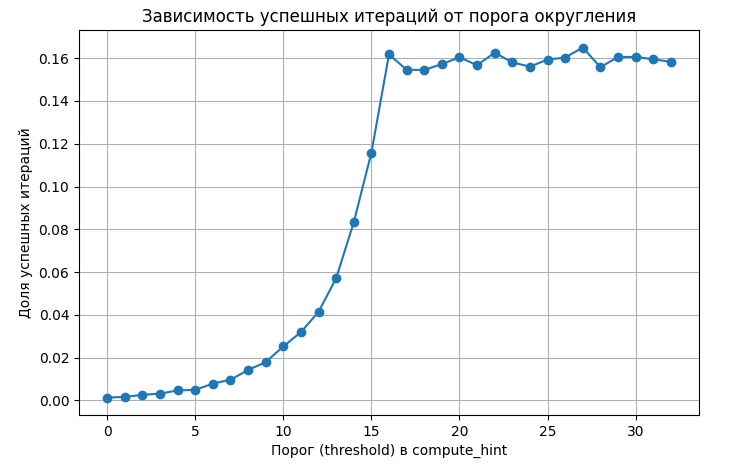 Зависимость успешных итераций от порога округления
0.16
0.14
0.12
0.10
0.08
0.06
0.04
0.02
0.00
Доля успешных итераций
0 5 10 15 20 25 30
Порог (threshold) в compute_hint